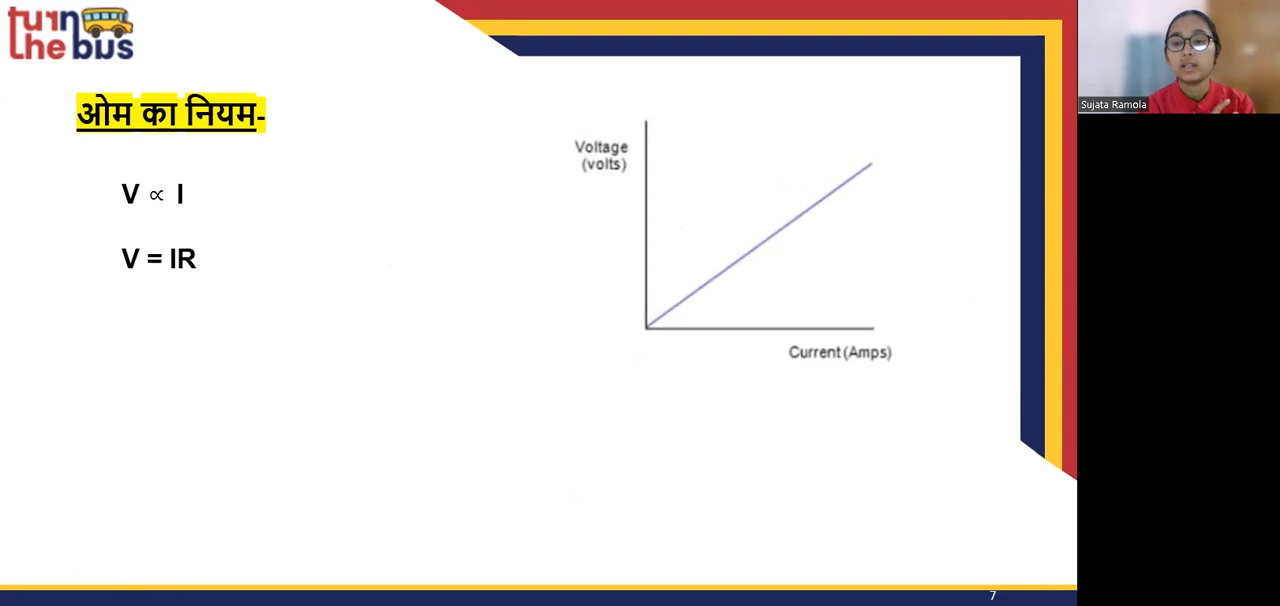 turn
the bus
ओम का नियम-
V ∝ I
V = IR
Voltage
(volts)
Current (Amps)
Sujata Ramola
7